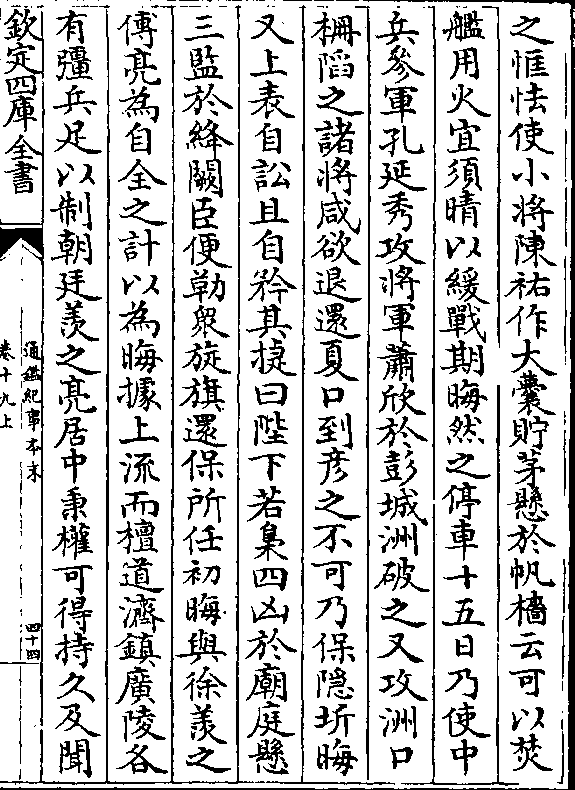 之恇怯使小將陳祐作大囊貯茅懸於帆檣云可以焚
艦用火宜須晴以緩戰期晦然之停車十五日乃使中
兵參軍孔延秀攻將軍蕭欣於彭城洲破之又攻洲口
柵䧟之諸將咸欲退還夏口到彦之不可乃保隠圻晦
又上表自訟且自矜其捷曰陛下若梟四凶於廟庭懸
三監於絳闕臣便勒衆旋旗還保所任初晦與徐羨之
傅亮為自全之計以為晦據上流而檀道濟鎮廣陵各
有彊兵足以制朝廷羨之亮居中秉權可得持久及聞
欽定四庫全書
通鑑紀事本末
卷十九上
四十四